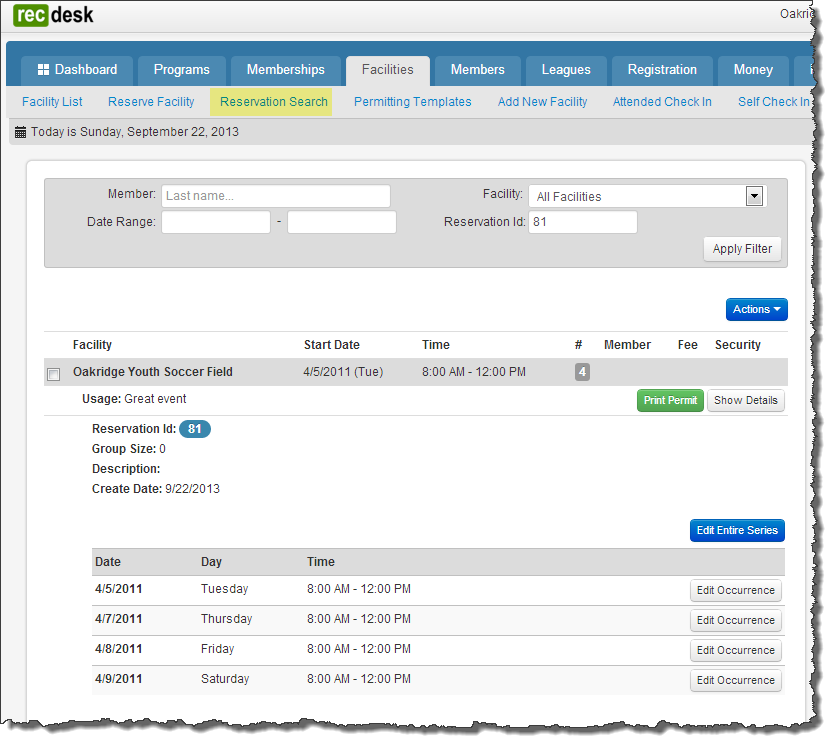 rec desk Oakri
Dashboard Programs Memberships Facilities Members Leagues Registration Money
Facility List Reserve Facility Reservation Search Permitting Templates Add New Facility Attended Check In Self Check In
Today is Sunday, September 22, 2013
Member: Last name... Facility: All Facilities
Date Range: - Reservation Id: 81
Apply Filter
Actions
Facility Start Date Time # Member Fee Security
Oakridge Youth Soccer Field 4/5/2011 (Tue) 8:00 AM - 12:00 PM 4
Usage: Great event Print Permit Show Details
Reservation Id: 81
Group Size: 0
Description:
Create Date: 9/22/2013
Edit Entire Series
Date Day Time
4/5/2011 Tuesday 8:00 AM - 12:00 PM Edit Occurrence
4/7/2011 Thursday 8:00 AM - 12:00 PM Edit Occurrence
4/8/2011 Friday 8:00 AM - 12:00 PM Edit Occurrence
4/9/2011 Saturday 8:00 AM - 12:00 PM Edit Occurrence